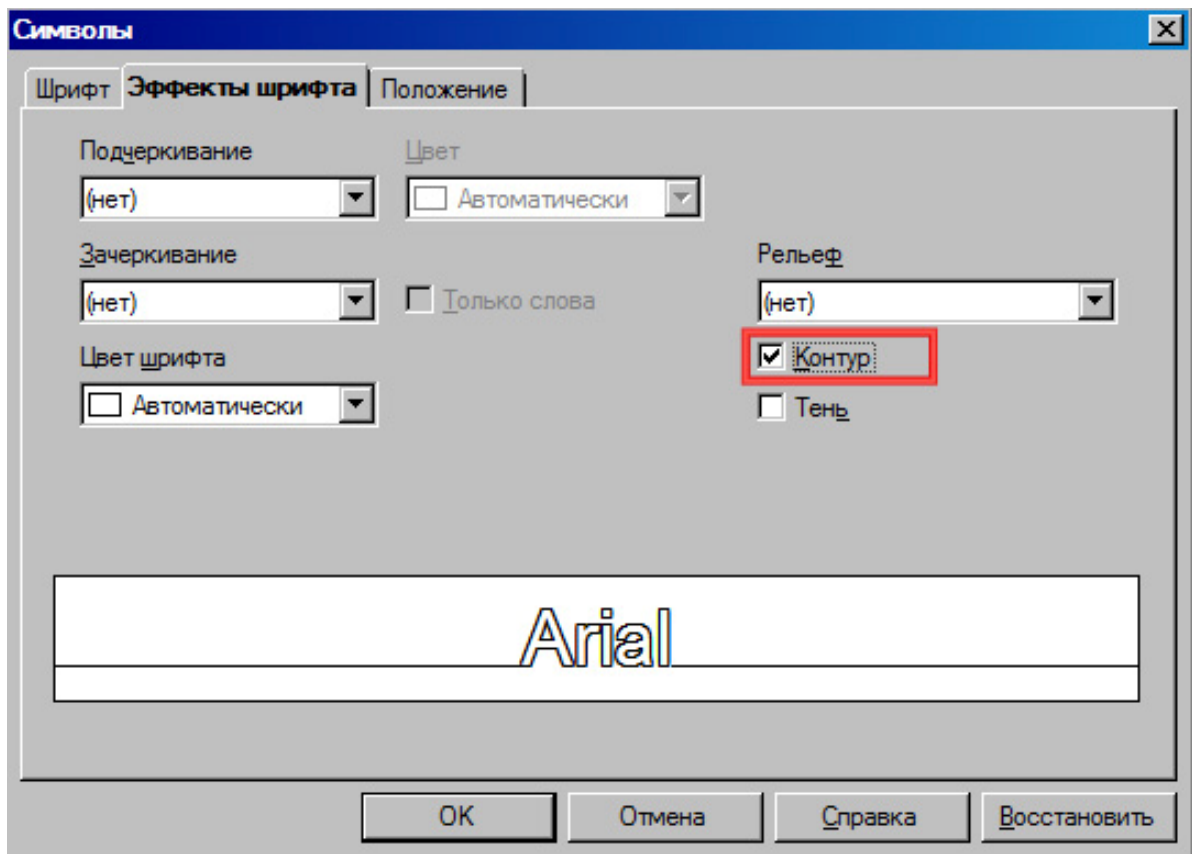 Символы
Шрифт Эффекты шрифта Положение
Подчеркивание Цвет
(нет) Автоматически
Зачеркивание Рельеф
(нет) Только слова (нет)
Цвет шрифта Контур
Автоматически Тень
Arial
OK Отмена Справка Восстановить